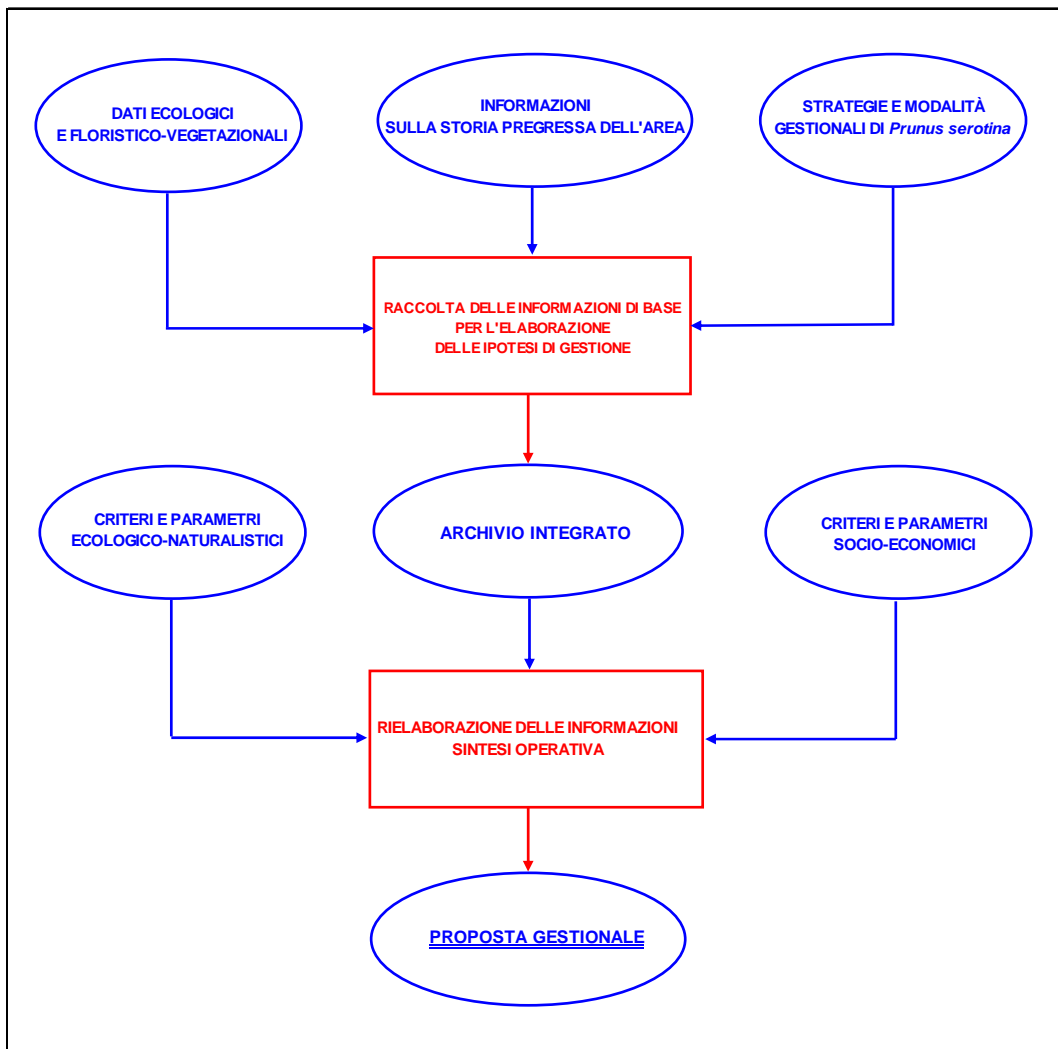 DATI ECOLOGICI
E FLORISTICO-VEGETAZIONALI
INFORMAZIONI
SULLA STORIA PREGRESSA DELL'AREA
STRATEGIE E MODALITÀ
GESTIONALI DI Prunus serotina
RACCOLTA DELLE INFORMAZIONI DI BASE
PER L'ELABORAZIONE
DELLE IPOTESI DI GESTIONE
CRITERI E PARAMETRI
ECOLOGICO-NATURALISTICI
ARCHIVIO INTEGRATO
CRITERI E PARAMETRI
SOCIO-ECONOMICI
RIELABORAZIONE DELLE INFORMAZIONI
SINTESI OPERATIVA
PROPOSTA GESTIONALE